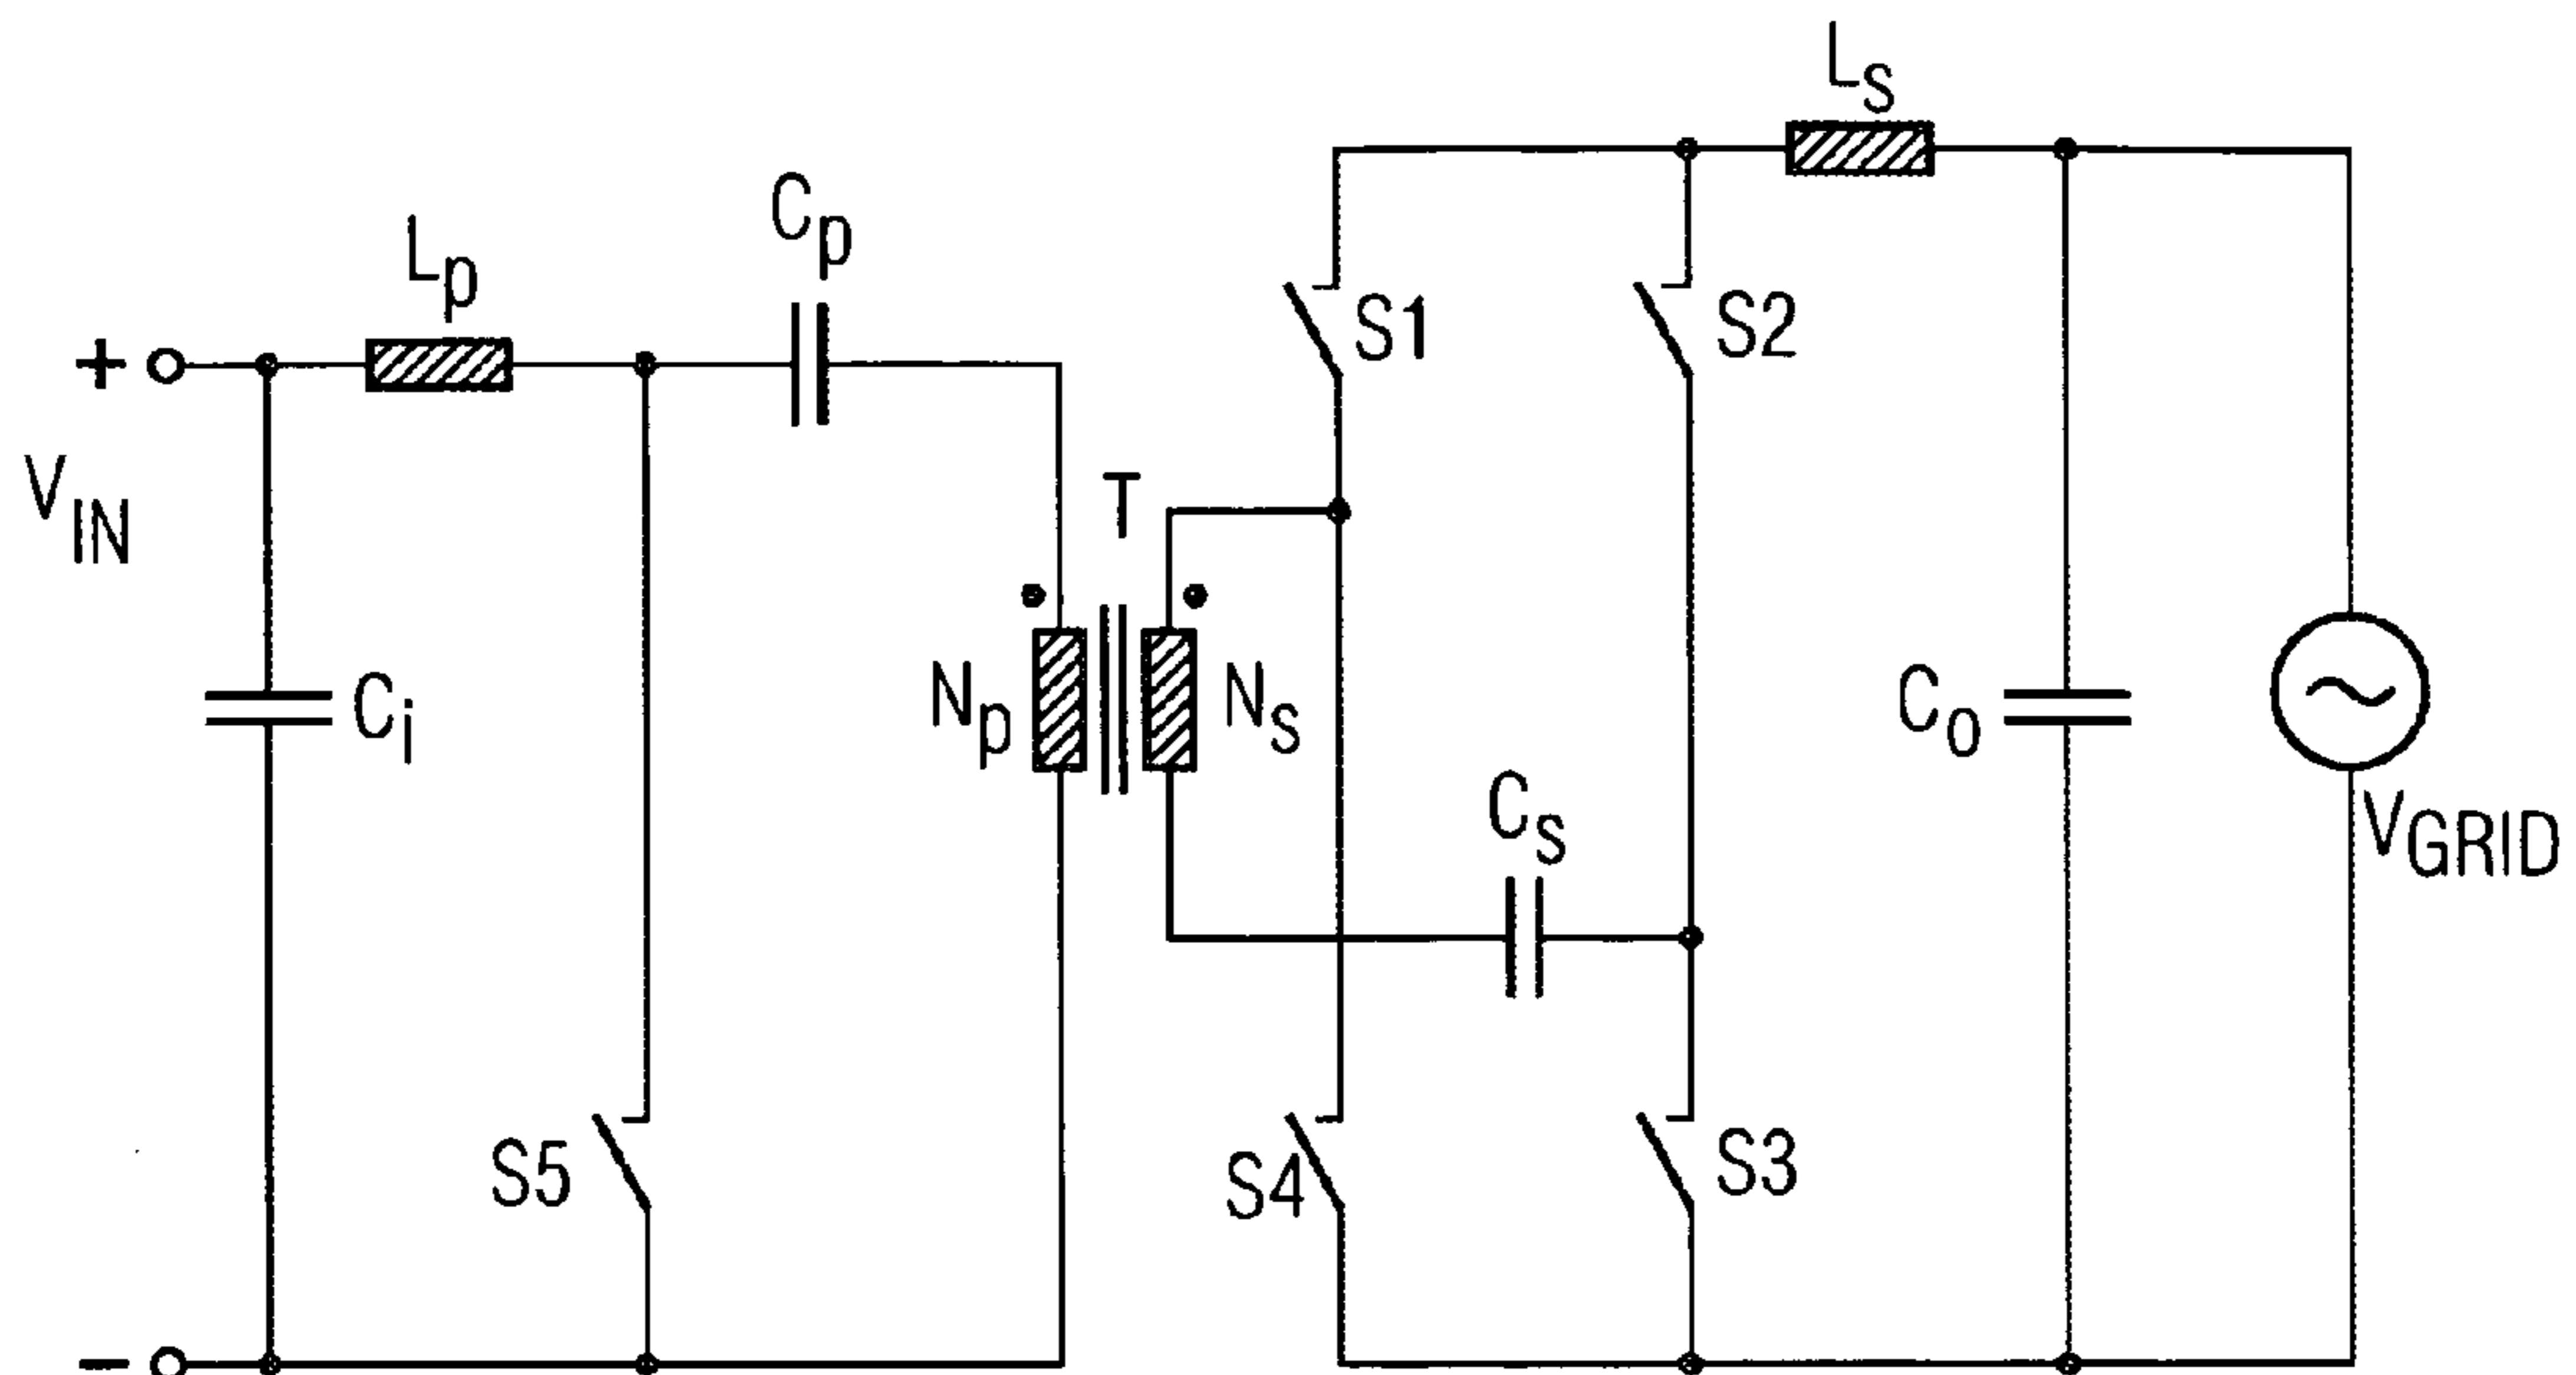 Ls
Cp
Lp
S1
S2
+
VIN
T
Ci
Np
Ns
Co
Cs
VGRID
S5
S4
S3
−